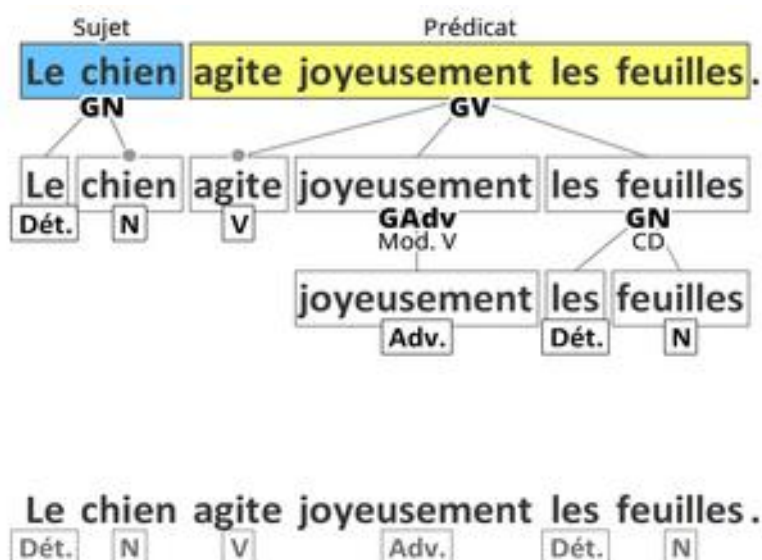 Sujet Prédicat
Le chien agite joyeusement les feuilles.
GN GV
Le chien agite joyeusement les feuilles
Dét. N V GAdv GN
Mod. V CD
joyeusement les feuilles
Adv. Dét. N
Le chien agite joyeusement les feuilles.
Dét. N V Adv. Dét. N